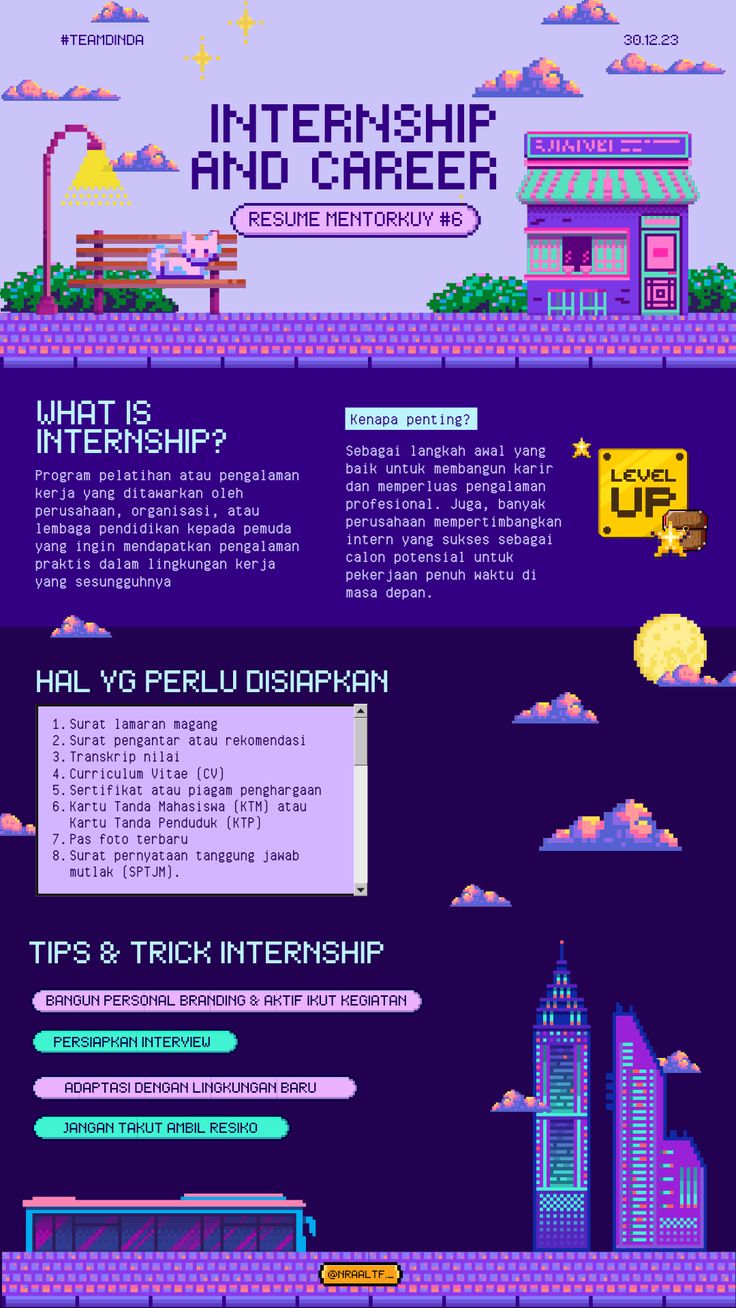 #TEAMDINDA
30.12.23
INTERNSHIP
AND CAREER
RESUME MENTORKUY #6
WHAT IS
INTERNSHIP?
Program pelatihan atau pengalaman
kerja yang ditawarkan oleh
perusahaan, organisasi, atau
lembaga pendidikan kepada pemuda
yang ingin mendapatkan pengalaman
praktis dalam lingkungan kerja
yang sesungguhnya
Kenapa penting?
Sebagai langkah awal yang
baik untuk membangun karir
dan memperluas pengalaman
profesional. Juga, banyak
perusahaan mempertimbangkan
intern yang sukses sebagai
calon potensial untuk
pekerjaan penuh waktu di
masa depan.
LEVEL
UP
HAL YG PERLU DISIAPKAN
1. Surat lamaran magang
2. Surat pengantar atau rekomendasi
3. Transkrip nilai
4. Curriculum Vitae (CV)
5. Sertifikat atau piagam penghargaan
6. Kartu Tanda Mahasiswa (KTM) atau
Kartu Tanda Penduduk (KTP)
7. Pas foto terbaru
8. Surat pernyataan tanggung jawab
mutlak (SPTJM).
TIPS & TRICK INTERNSHIP
BANGUN PERSONAL BRANDING & AKTIF IKUT KEGIATAN
PERSIAPKAN INTERVIEW
ADAPTASI DENGAN LINGKUNGAN BARU
JANGAN TAKUT AMBIL RESIKO
@NRAALTF._